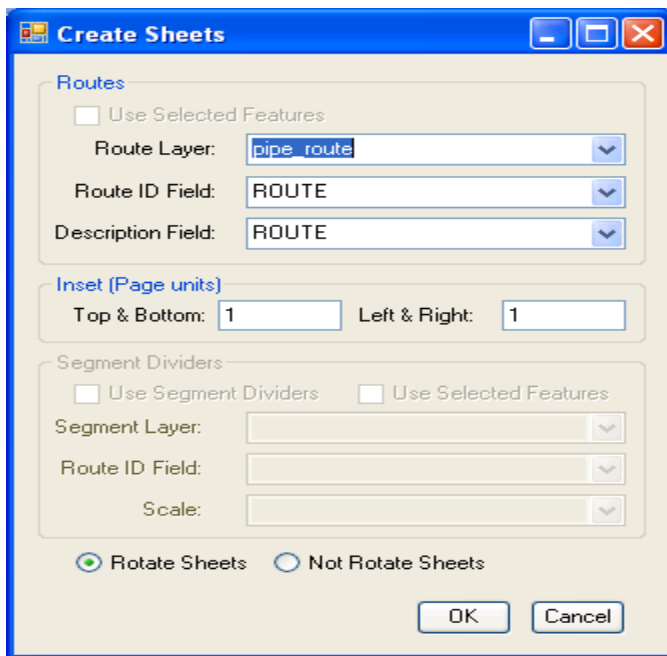 Create Sheets
Routes
Use Selected Features
Route Layer: pipe_route
Route ID Field: ROUTE
Description Field: ROUTE
Inset (Page units)
Top & Bottom: 1 Left & Right: 1
Segment Dividers
Use Segment Dividers Use Selected Features
Segment Layer:
Route ID Field:
Scale:
Rotate Sheets Not Rotate Sheets
OK Cancel